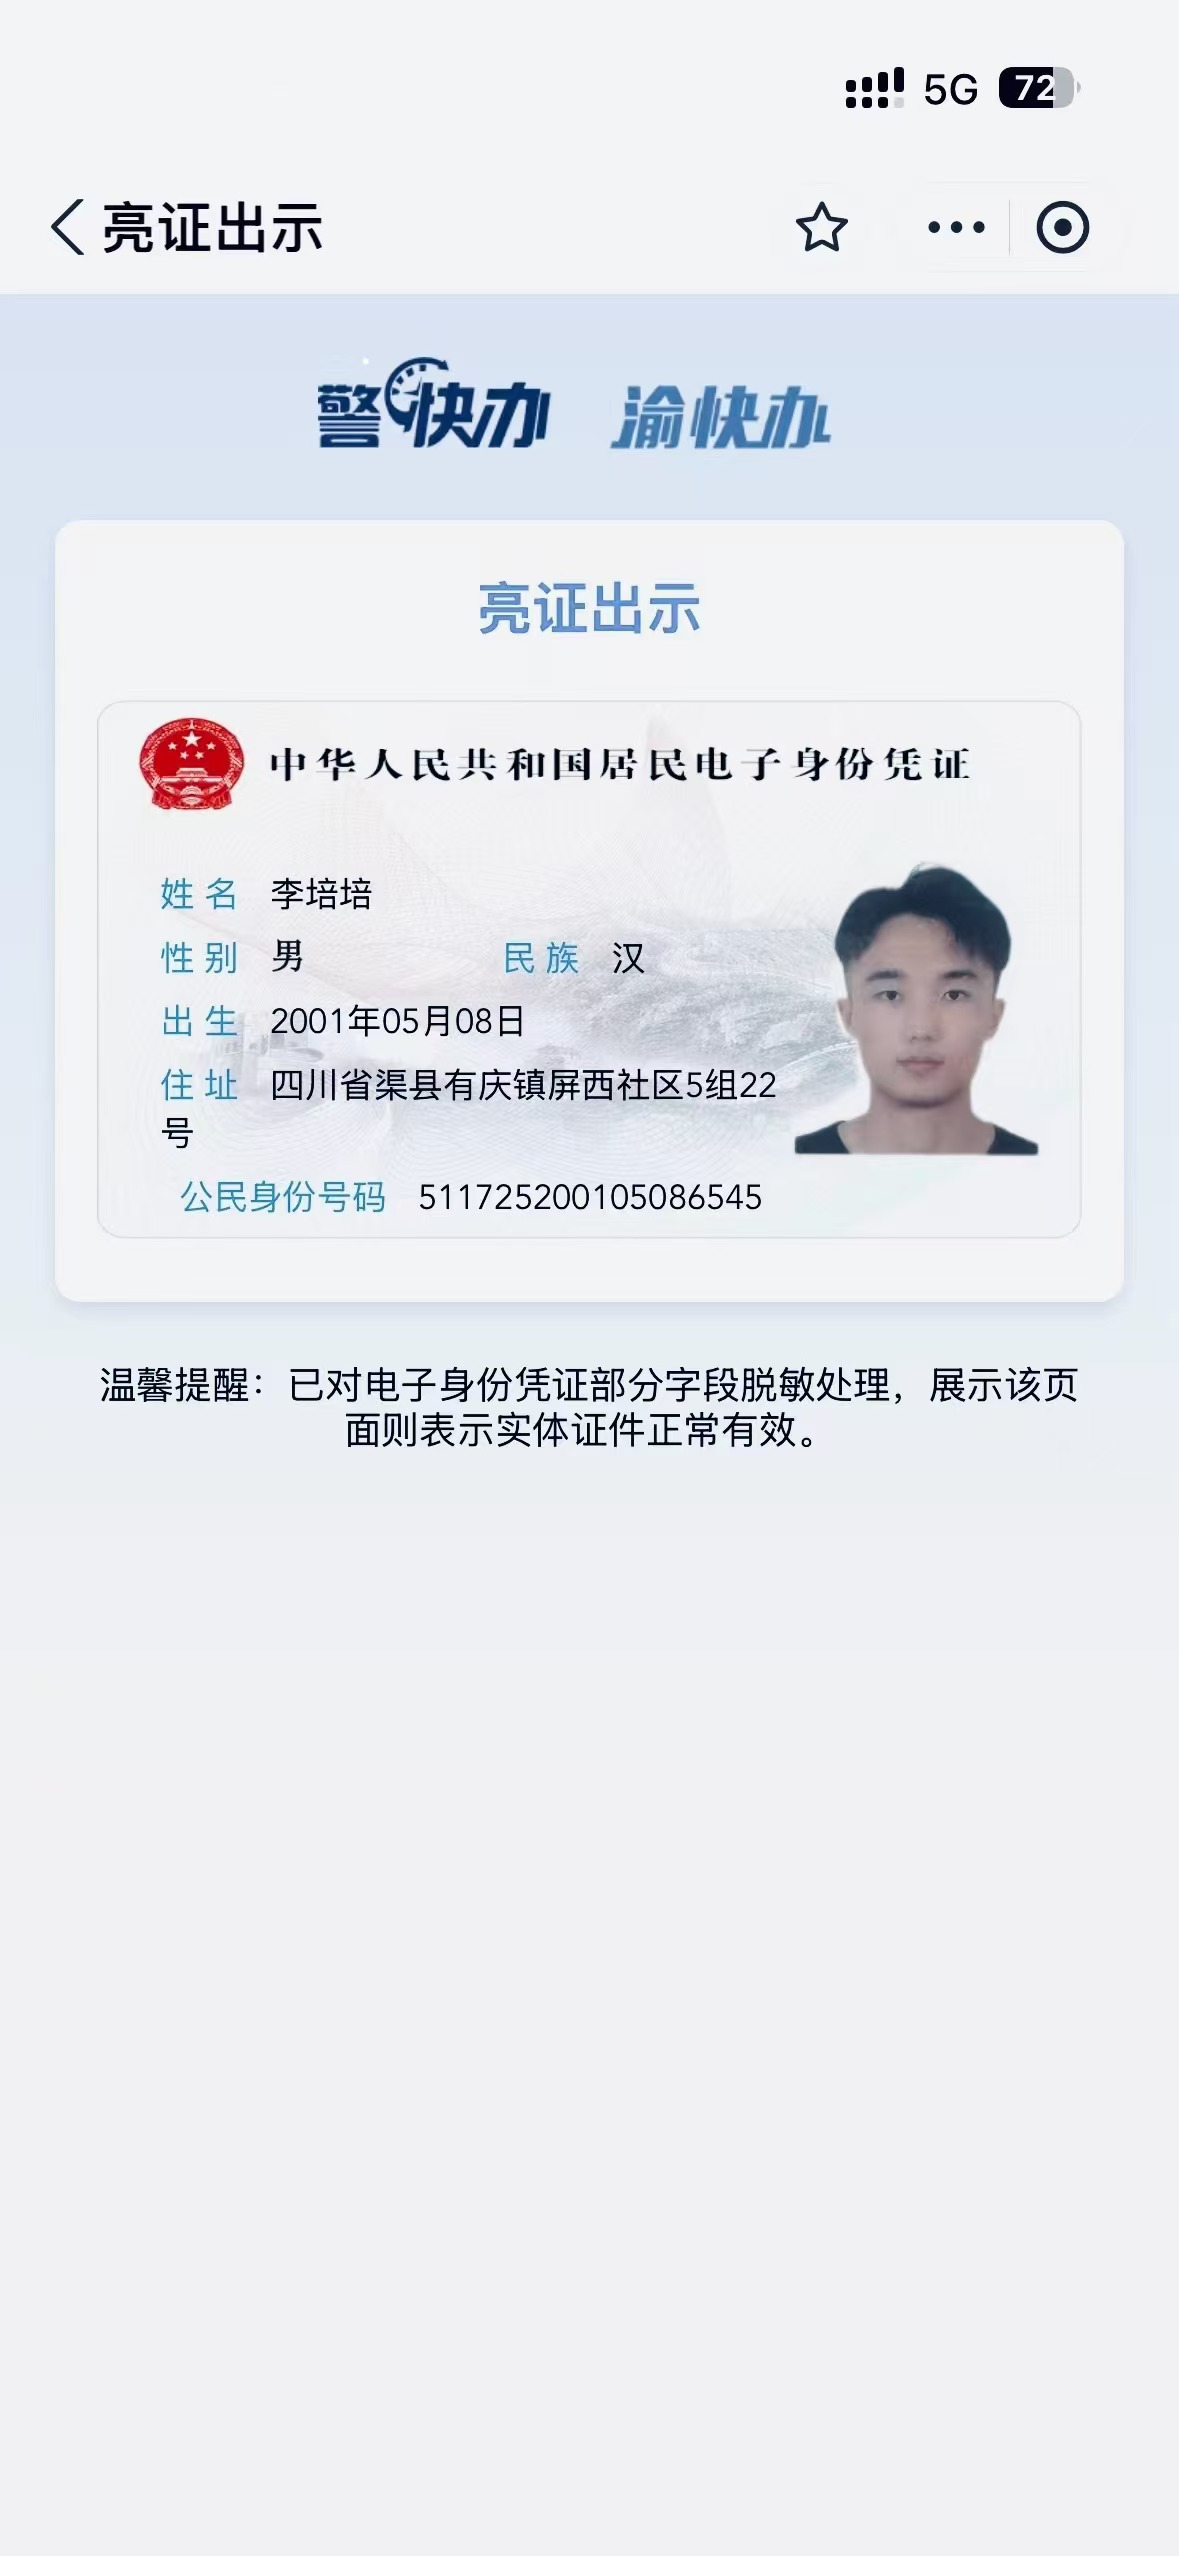 5G 72
亮证出示
警快办 渝快办
亮证出示
中华人民共和国居民电子身份凭证
姓名 李培培
性别 男 民族 汉
出生 2001年05月08日
住址 四川省渠县有庆镇屏西社区5组22
号
公民身份号码 511725200105086545
温馨提醒：已对电子身份凭证部分字段脱敏处理，展示该页
面则表示实体证件正常有效。